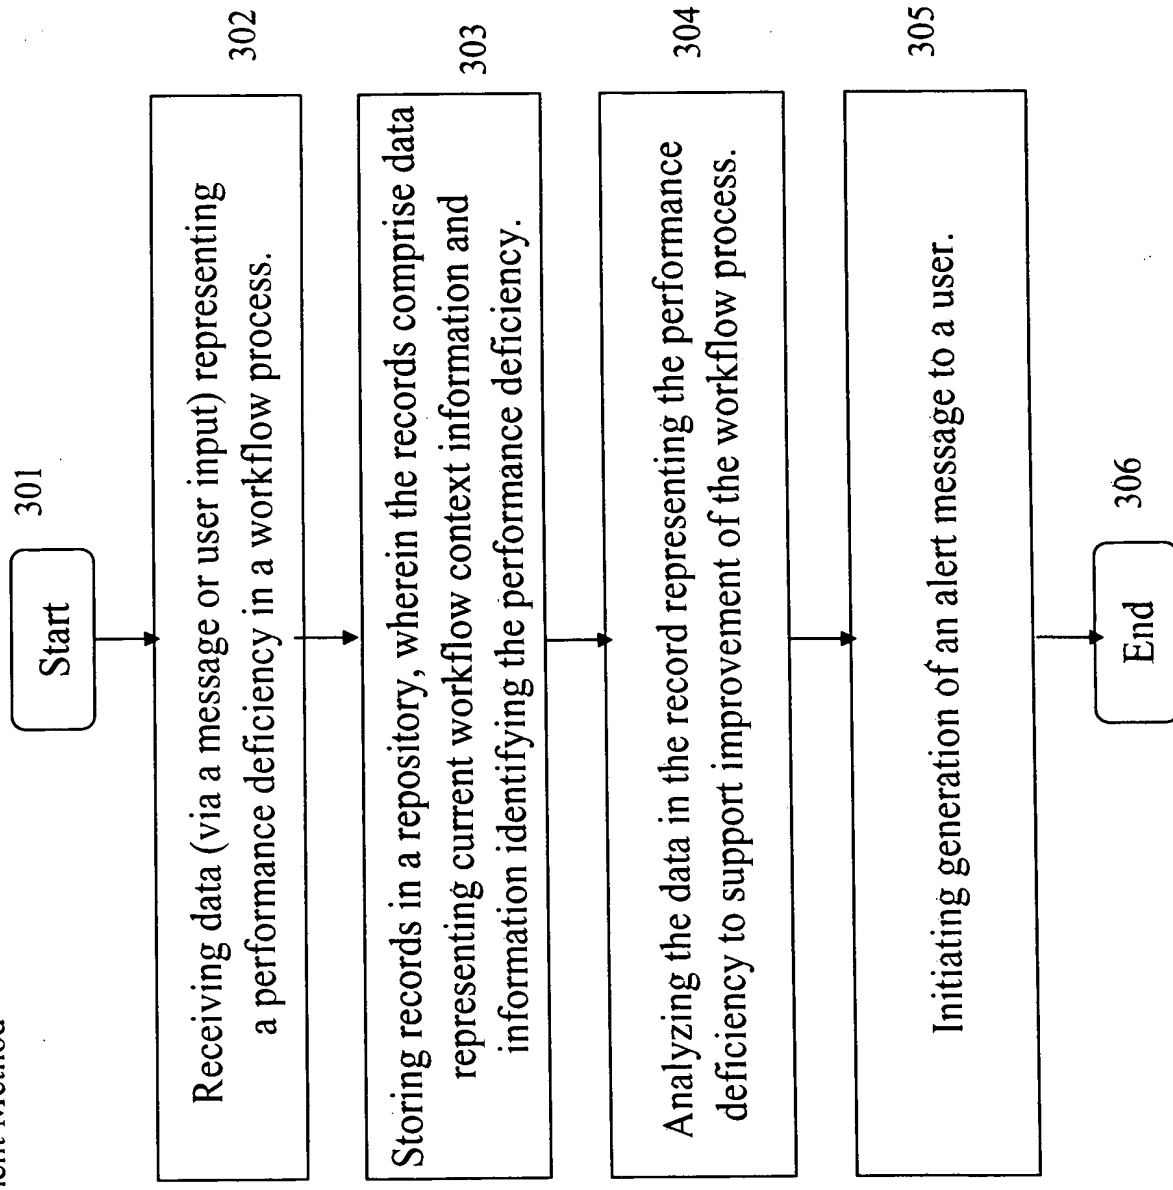 Method
301
Start
302
Receiving data (via a message or user input) representing
a performance deficiency in a workflow process.
303
Storing records in a repository, wherein the records comprise data
representing current workflow context information and
information identifying the performance deficiency.
304
Analyzing the data in the record representing the performance
deficiency to support improvement of the workflow process.
305
Initiating generation of an alert message to a user.
306
End